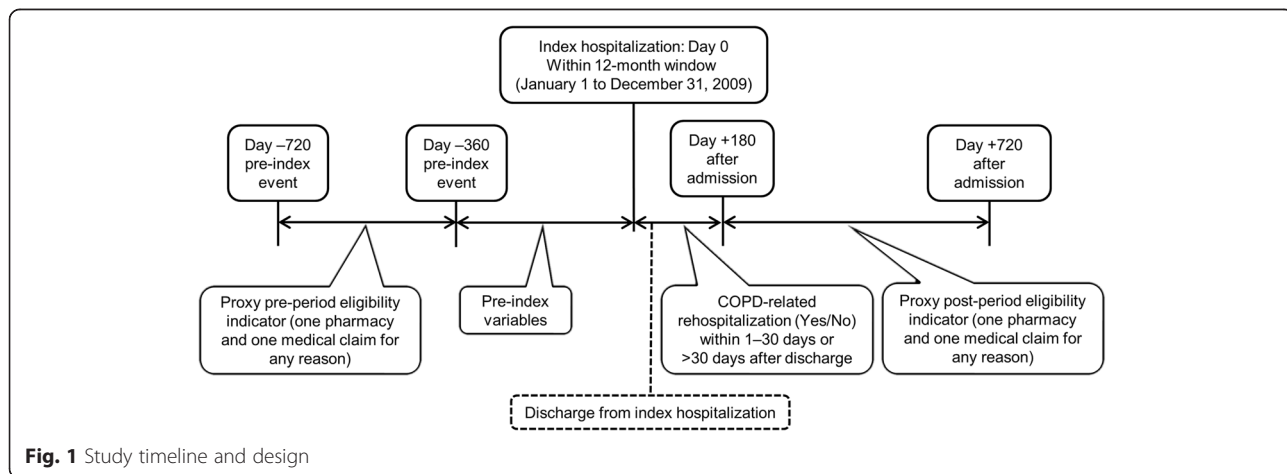 Index hospitalization: Day 0
Within 12-month window
(January 1 to December 31, 2009)
Day –720
pre-index
event
Day –360
pre-index
event
Day +180
after
admission
Day +720
after
admission
Proxy pre-period eligibility
indicator (one pharmacy
and one medical claim for
any reason)
Pre-index
variables
COPD-related
rehospitalization (Yes/No)
within 1–30 days or
>30 days after discharge
Proxy post-period eligibility
indicator (one pharmacy
and one medical claim for
any reason)
Discharge from index hospitalization
Fig. 1 Study timeline and design